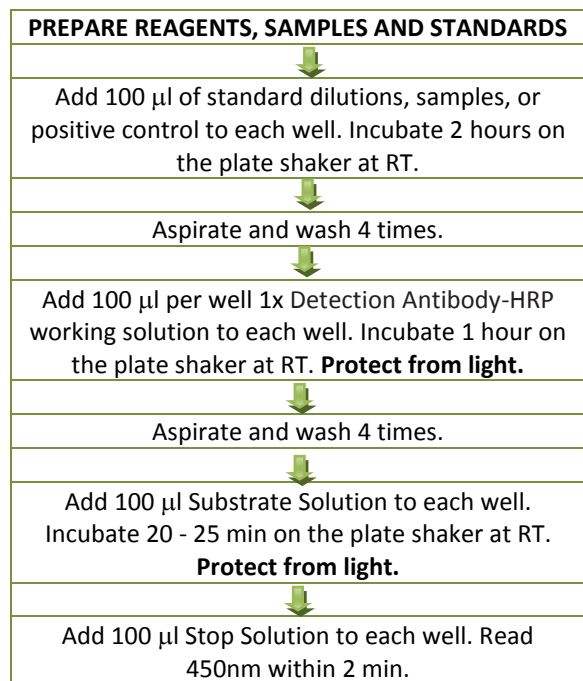 PREPARE REAGENTS, SAMPLES AND STANDARDS
Add 100 μl of standard dilutions, samples, or
positive control to each well. Incubate 2 hours on
the plate shaker at RT.
Aspirate and wash 4 times.
Add 100 μl per well 1x Detection Antibody-HRP
working solution to each well. Incubate 1 hour on
the plate shaker at RT. Protect from light.
Aspirate and wash 4 times.
Add 100 μl Substrate Solution to each well.
Incubate 20 - 25 min on the plate shaker at RT.
Protect from light.
Add 100 μl Stop Solution to each well. Read
450nm within 2 min.